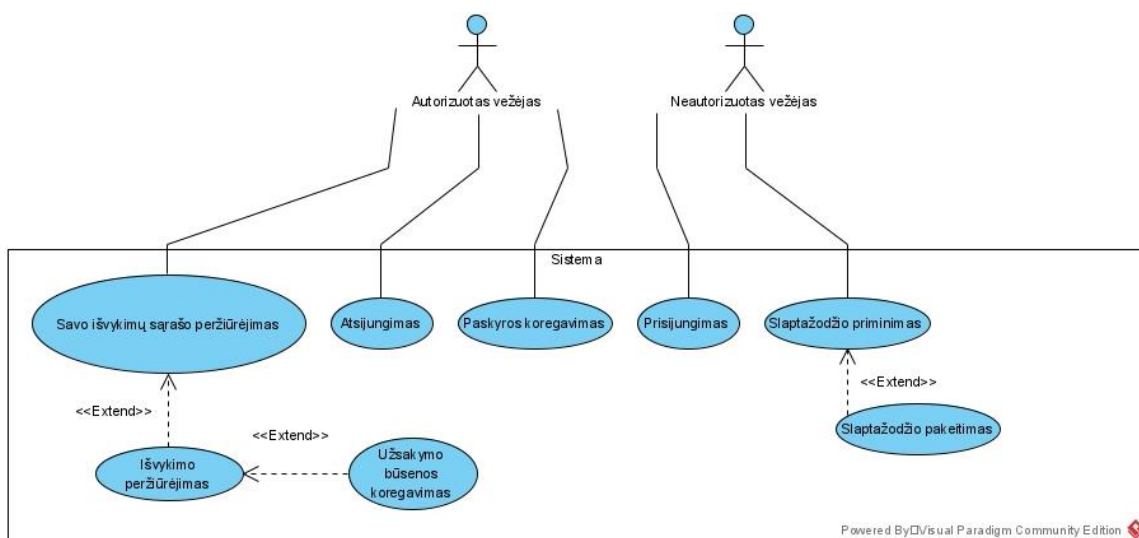 Autorizuotas vežėjas
Neautorizuotas vežėjas
Sistema
Savo išvykimų sąrašo peržiūrėjimas
Atsijungimas
Paskyros koregavimas
Prisijungimas
Slaptažodžio priminimas
<<Extend>>
<<Extend>>
<<Extend>>
Slaptažodžio pakeitimas
Išvykimo
peržiūrėjimas
Užsakymo
būsenos
koregavimas
Powered By□Visual Paradigm Community Edition